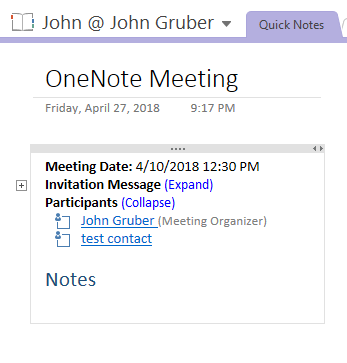 John @ John Gruber
Quick Notes
OneNote Meeting
Friday, April 27, 2018 9:17 PM
Meeting Date: 4/10/2018 12:30 PM
Invitation Message (Expand)
Participants (Collapse)
John Gruber (Meeting Organizer)
test contact
Notes